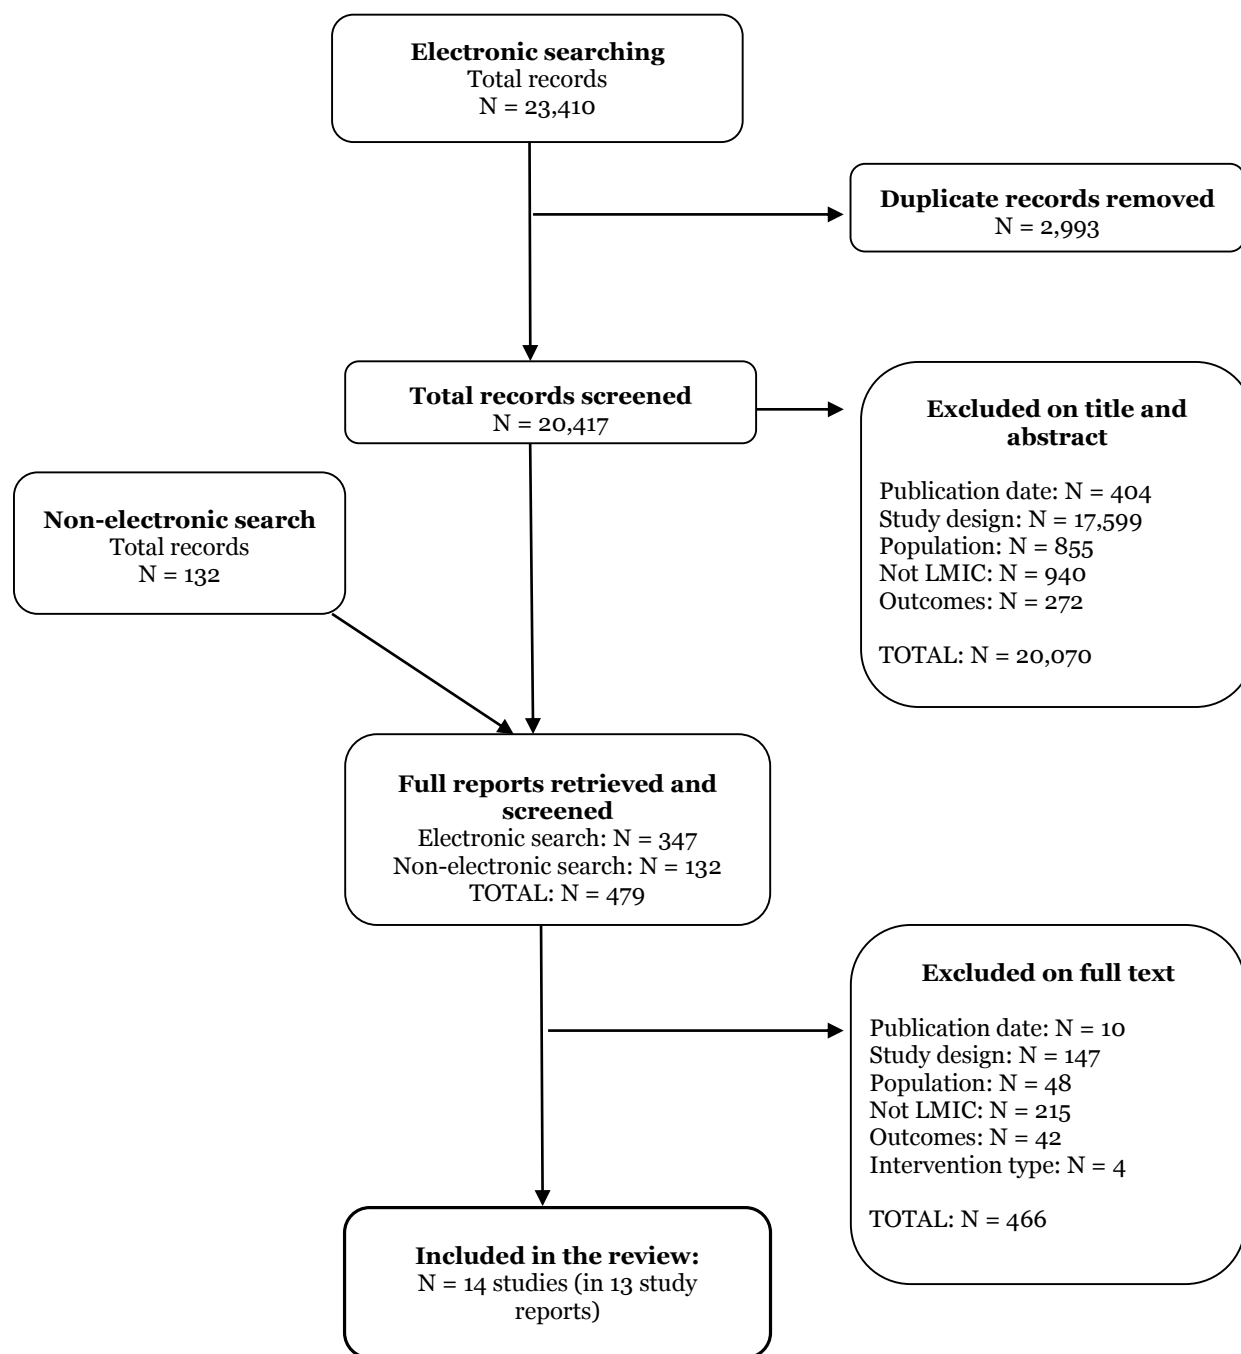 Electronic searching
Total records
N = 23,410
Duplicate records removed
N = 2,993
Total records screened
N = 20,417
Excluded on title and
abstract
Publication date: N = 404
Study design: N = 17,599
Population: N = 855
Not LMIC: N = 940
Outcomes: N = 272
TOTAL: N = 20,070
Non-electronic search
Total records
N = 132
Full reports retrieved and
screened
Electronic search: N = 347
Non-electronic search: N = 132
TOTAL: N = 479
Excluded on full text
Publication date: N = 10
Study design: N = 147
Population: N = 48
Not LMIC: N = 215
Outcomes: N = 42
Intervention type: N = 4
TOTAL: N = 466
Included in the review:
N = 14 studies (in 13 study
reports)